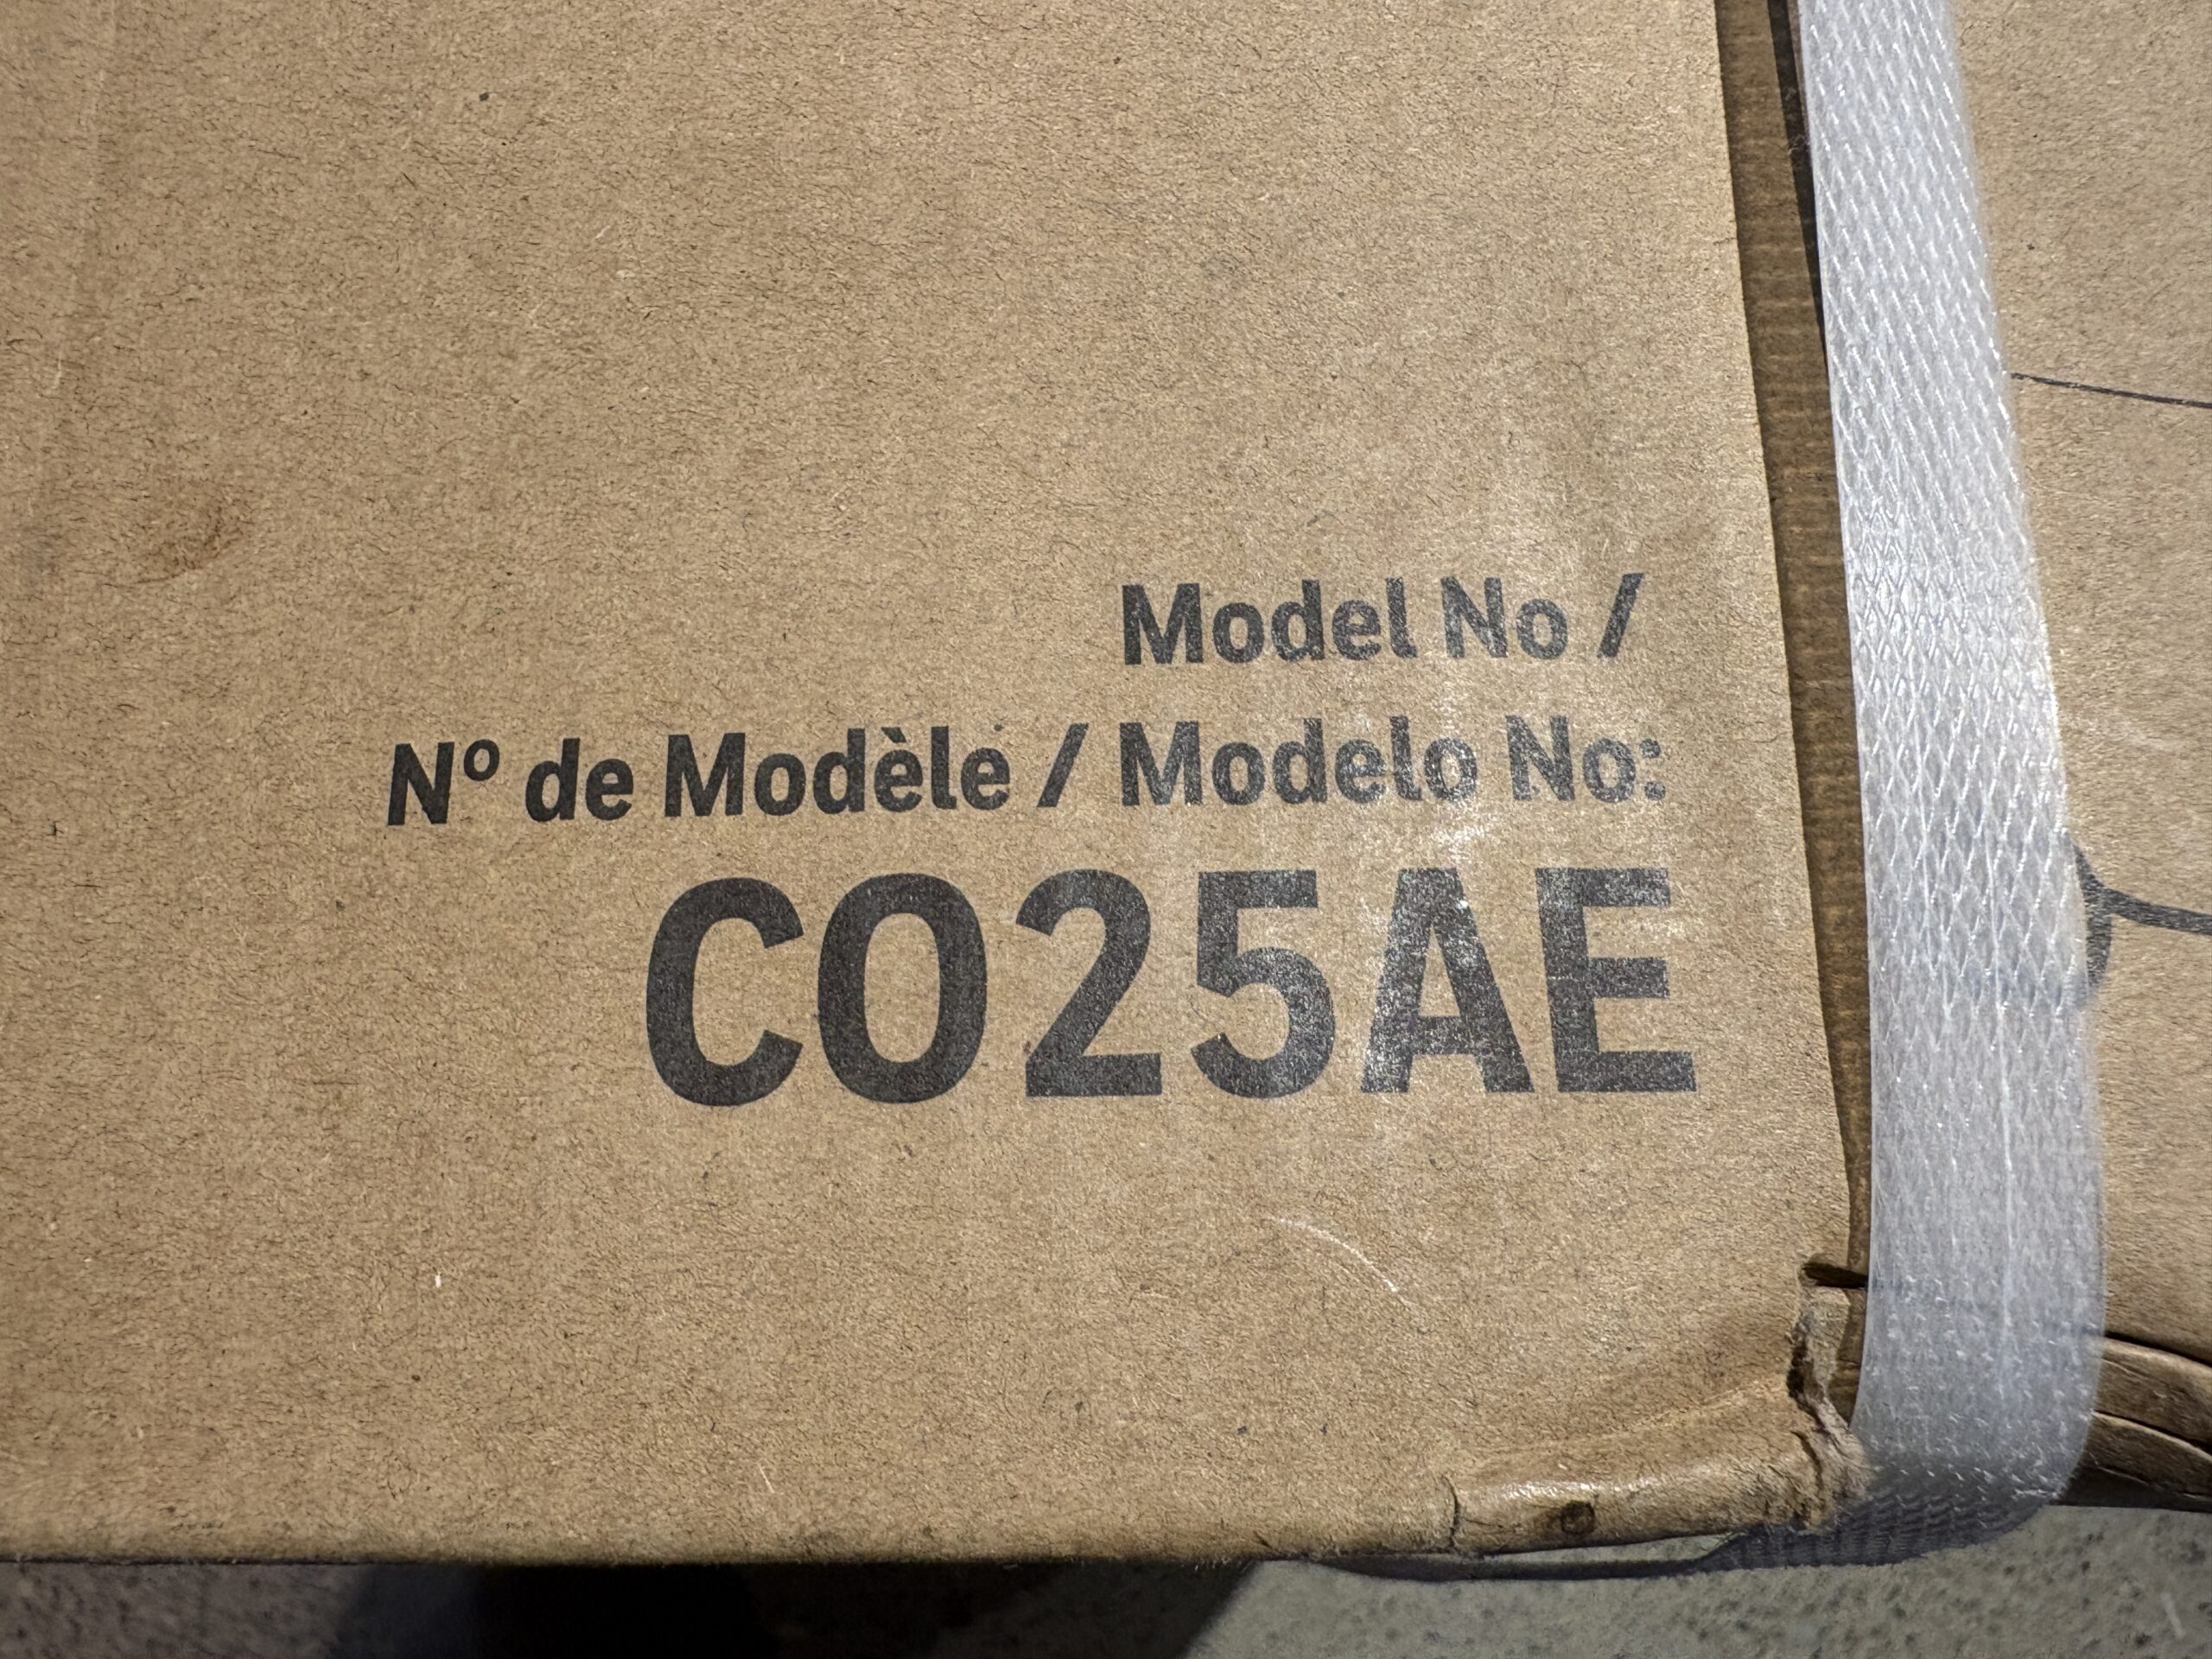 Model No /
Nº de Modèle / Modelo No:
CO25AE